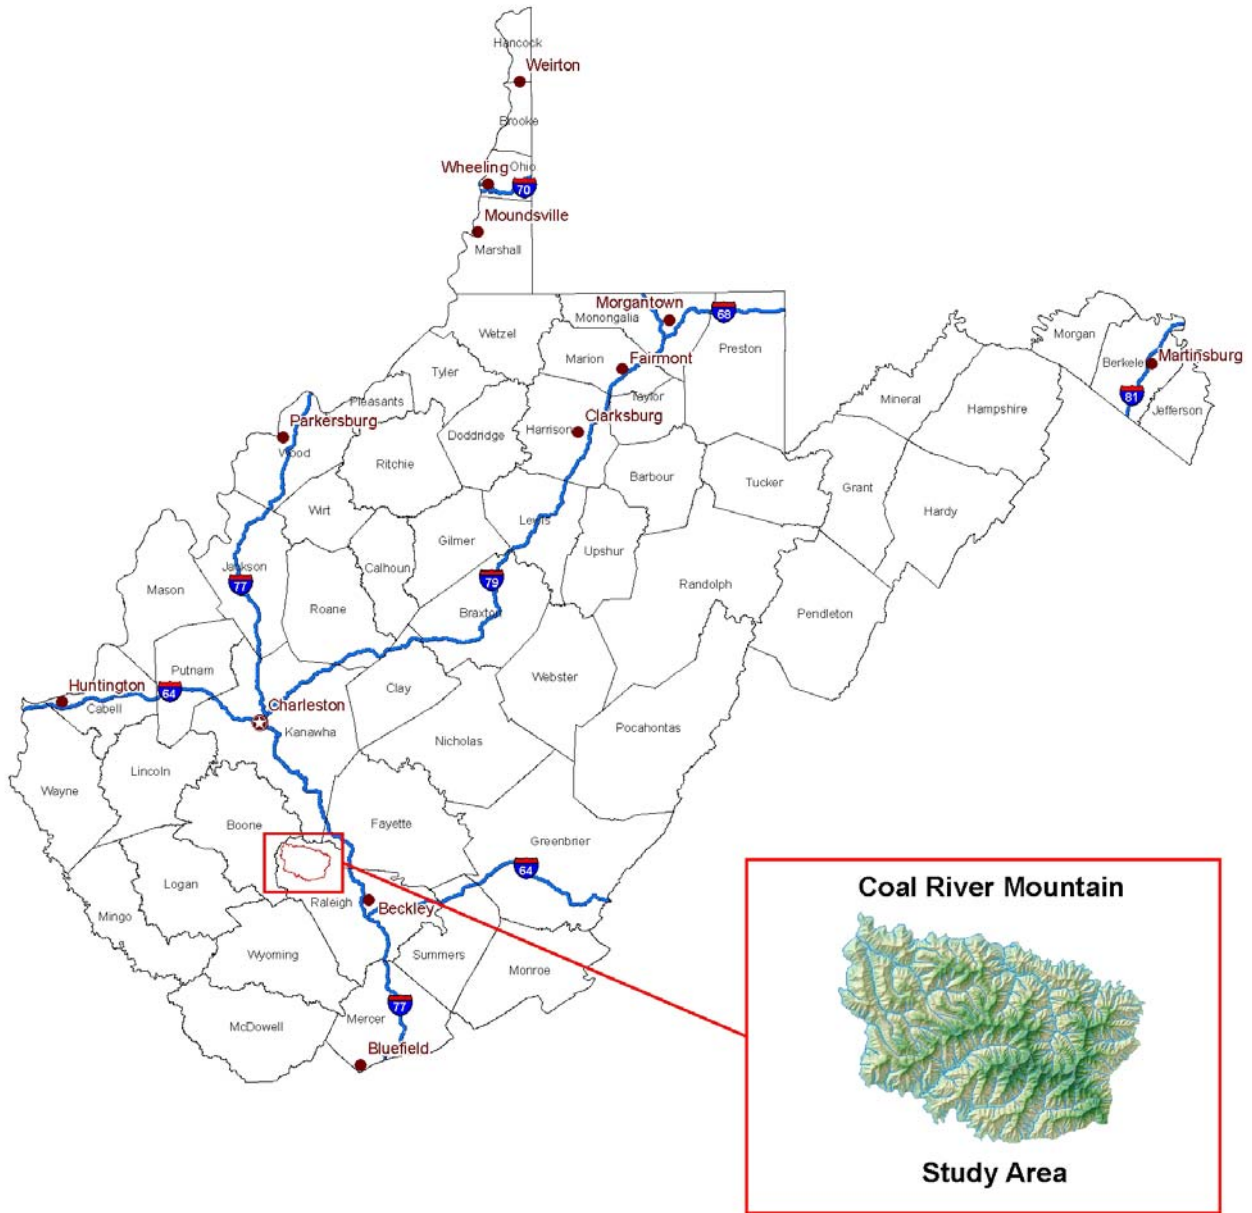 Hancock
Weirton
Brooke
Wheeling
Ohio
70
Moundsville
Marshall
Morgantown
Monongalia
68
Wetzel
Preston
Marion
Fairmont
Morgan
Berkele
Martinsburg
81
Jefferson
Tyler
Pleasants
Taylor
Mineral
Hampshire
Parkersburg
Wood
Doddridge
Harrison
Clarksburg
Ritchie
Barbour
Tucker
Grant
Hardy
Wirt
Lewis
Gilmer
Upshur
Jackson
77
Calhoun
79
Mason
Roane
Braxton
Randolph
Pendleton
Putnam
Huntington
64
Cabell
Clay
Webster
Charleston
Kanawha
Nicholas
Pocahontas
Lincoln
Wayne
Boone
Fayette
Greenbrier
64
Logan
Mingo
Raleigh
Beckley
Wyoming
Summers
Monroe
McDowell
Mercer
77
Bluefield
Coal River Mountain
Study Area